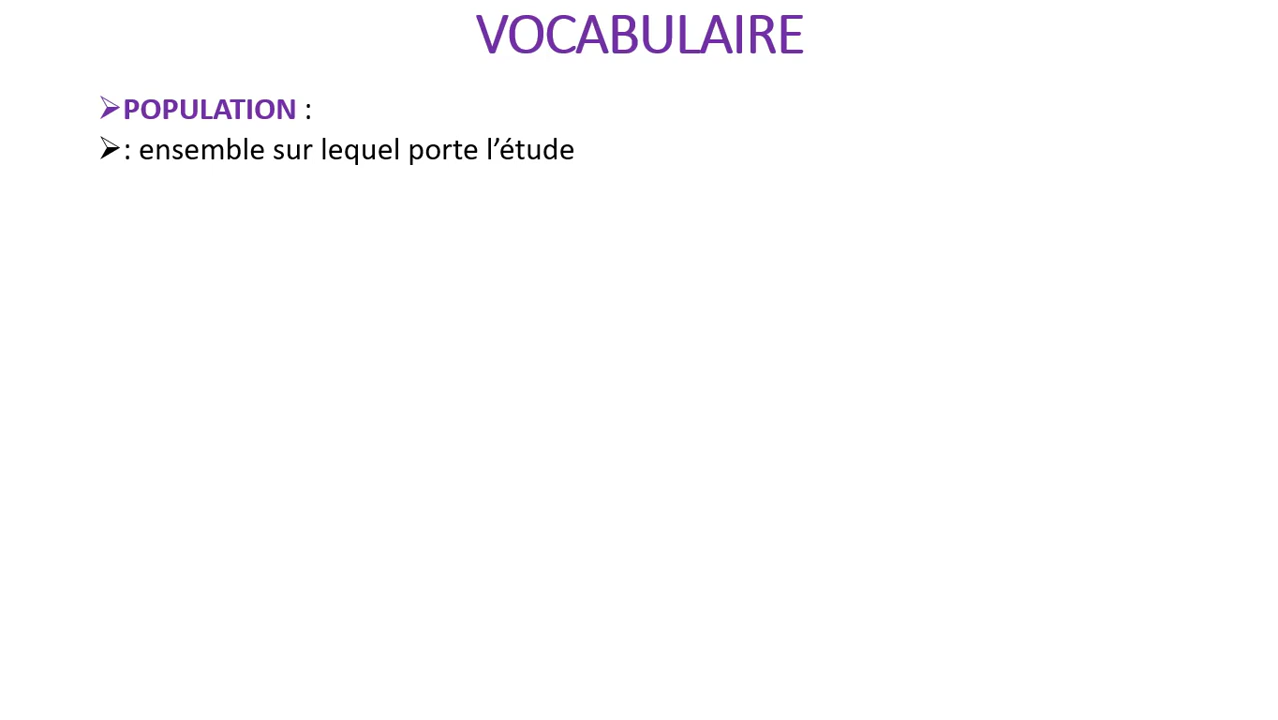 VOCABULAIRE
➢POPULATION :
➢: ensemble sur lequel porte l’étude